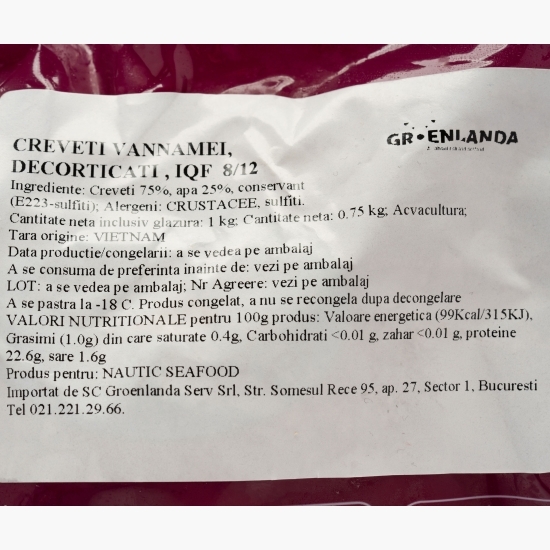 GROENLANDA
CREVETI VANNAMEI,
DECORTICATI , IQF 8/12
Ingrediente: Creveti 75%, apa 25%, conservant
(E223-sulfiti); Alergeni: CRUSTACEE, sulfiti.
Cantitate neta inclusiv glazura: 1 kg; Cantitate neta: 0.75 kg; Acvacultura;
Tara origine: VIETNAM
Data productie/congelarii: a se vedea pe ambalaj
A se consuma de preferinta inainte de: vezi pe ambalaj
LOT: a se vedea pe ambalaj; Nr Agreere: vezi pe ambalaj
A se pastra la -18 C. Produs congelat, a nu se recongela dupa decongelare
VALORI NUTRITIONALE pentru 100g produs: Valoare energetica (99Kcal/315KJ),
Grasimi (1.0g) din care saturate 0.4g, Carbohidrati <0.01 g, zahar <0.01 g, proteine
22.6g, sare 1.6g
Produs pentru: NAUTIC SEAFOOD
Importat de SC Groenlanda Serv Srl, Str. Somesul Rece 95, ap. 27, Sector 1, Bucuresti
Tel 021.221.29.66.